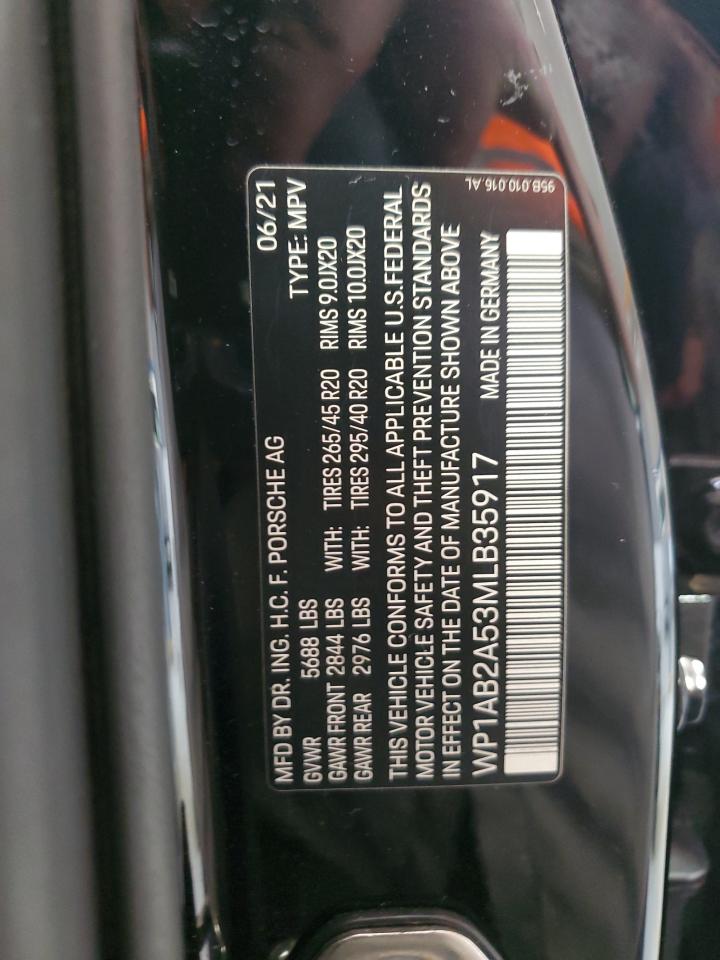 MFD BY DR. ING. H.C. F. PORSCHE AG 06/21
GVWR 5688 LBS TYPE: MPV
GAWR FRONT 2844 LBS WITH: TIRES 265/45 R20 RIMS 9.0JX20
GAWR REAR 2976 LBS WITH: TIRES 295/40 R20 RIMS 10.0JX20
THIS VEHICLE CONFORMS TO ALL APPLICABLE U.S.FEDERAL
MOTOR VEHICLE SAFETY AND THEFT PREVENTION STANDARDS
IN EFFECT ON THE DATE OF MANUFACTURE SHOWN ABOVE
WP1AB2A53MLB35917 MADE IN GERMANY
95B.010.016.AL